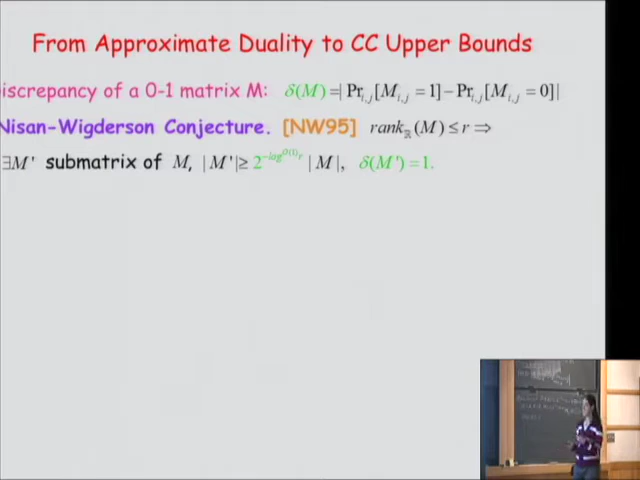 From Approximate Duality to CC Upper Bounds
iscrepancy of a 0-1 matrix M: δ(M)=| Pr_{i,j}[M_{i,j} = 1] − Pr_{i,j}[M_{i,j} = 0] |
Nisan-Wigderson Conjecture. [NW95] rank_ℝ(M) ≤ r ⇒
∃M' submatrix of M, | M' | ≥ 2^{−log^{O(1)} r} | M |, δ(M') = 1.